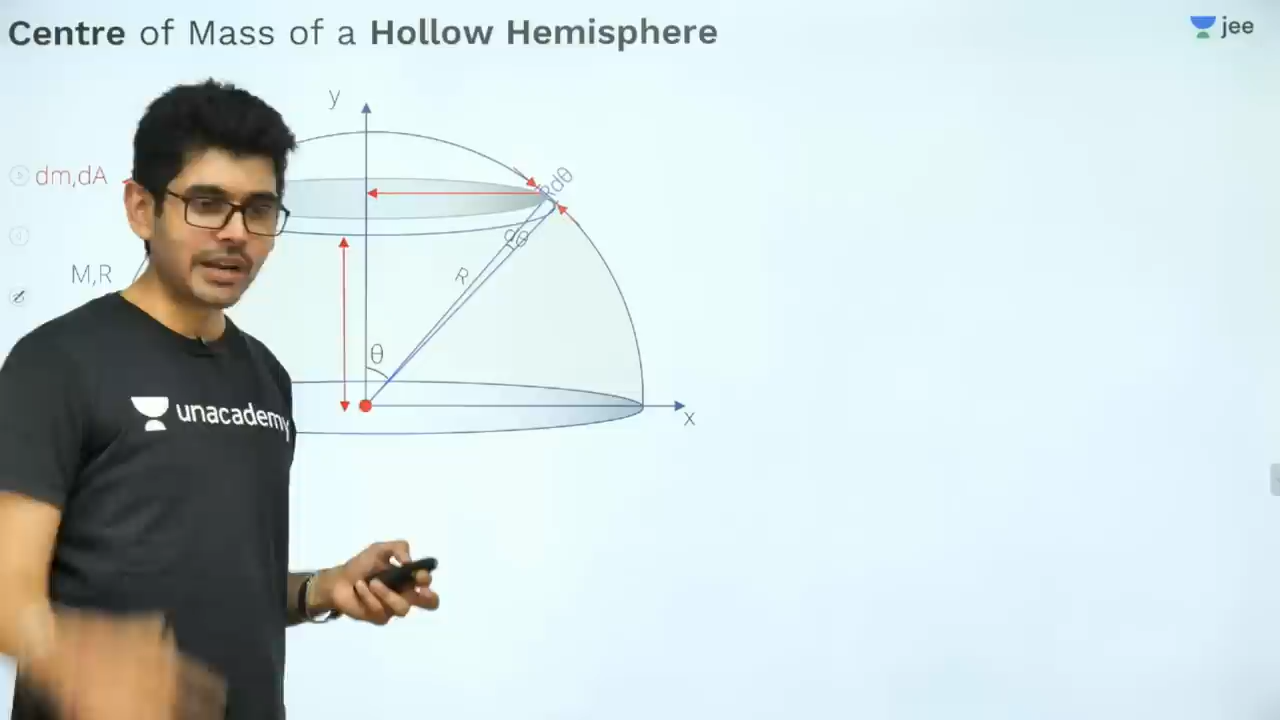 Centre of Mass of a Hollow Hemisphere
jee
y
dm,dA
Rdθ
dθ
R
M,R
θ
x
unacademy